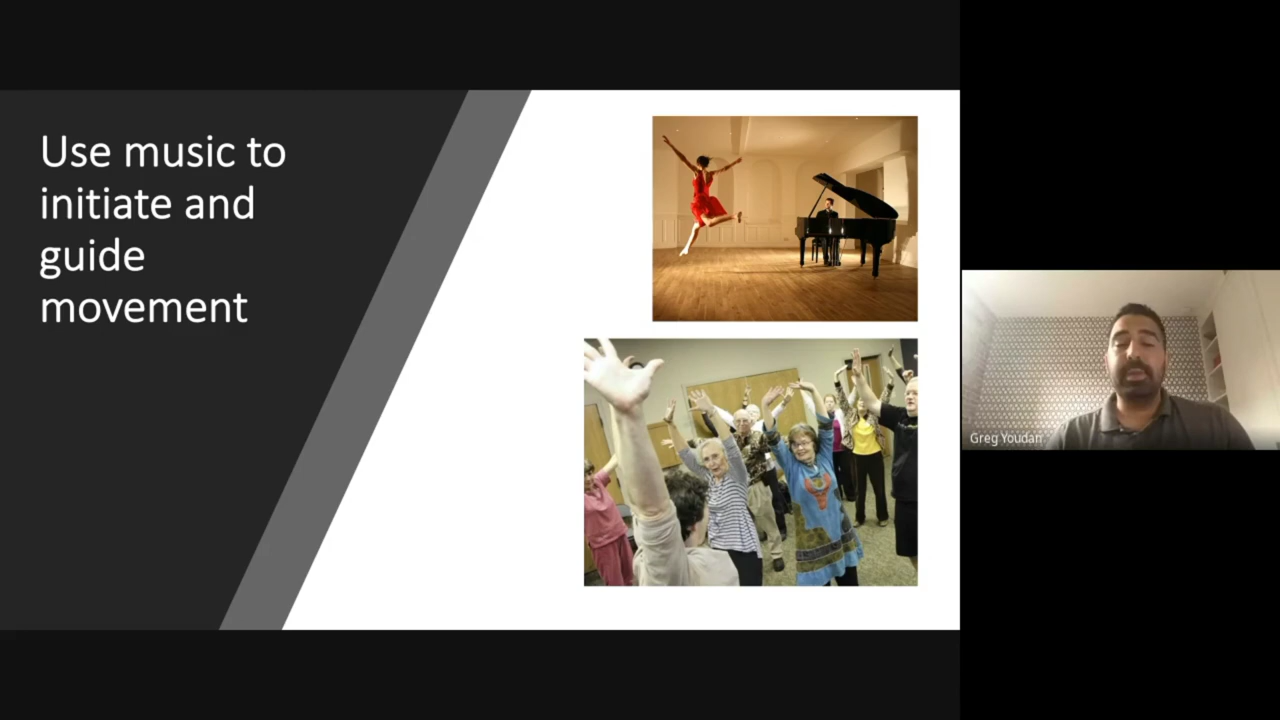 Use music to
initiate and
guide
movement
Greg Youdan